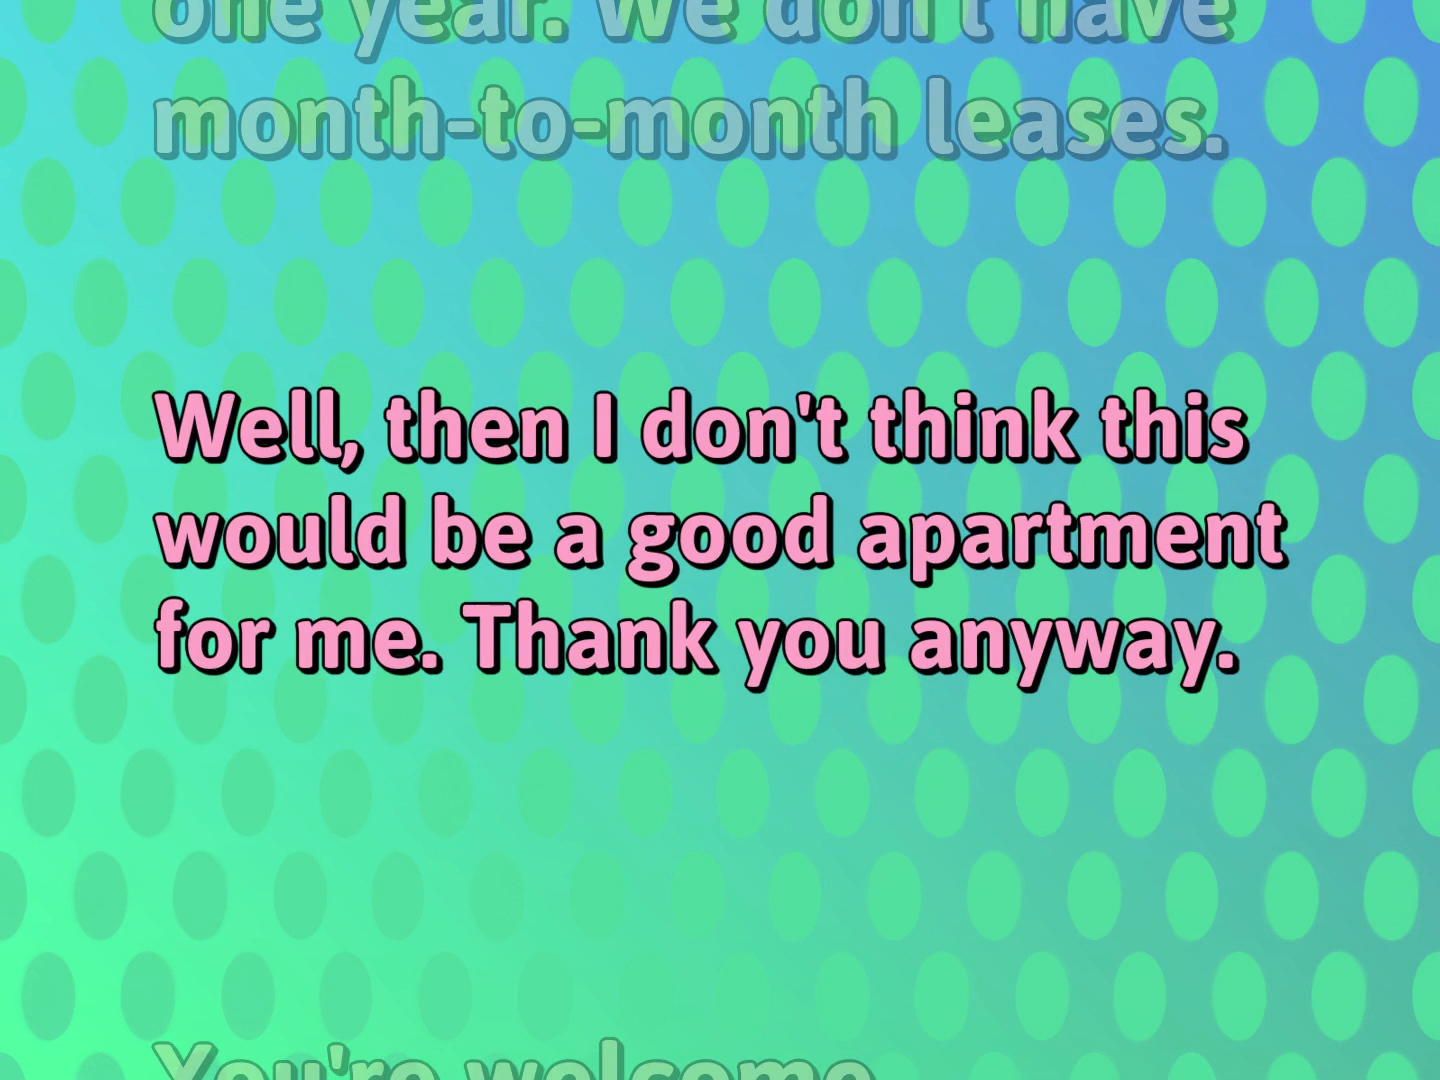 one year. We don't have
month-to-month leases.
Well, then I don't think this
would be a good apartment
for me. Thank you anyway.
You're welcome